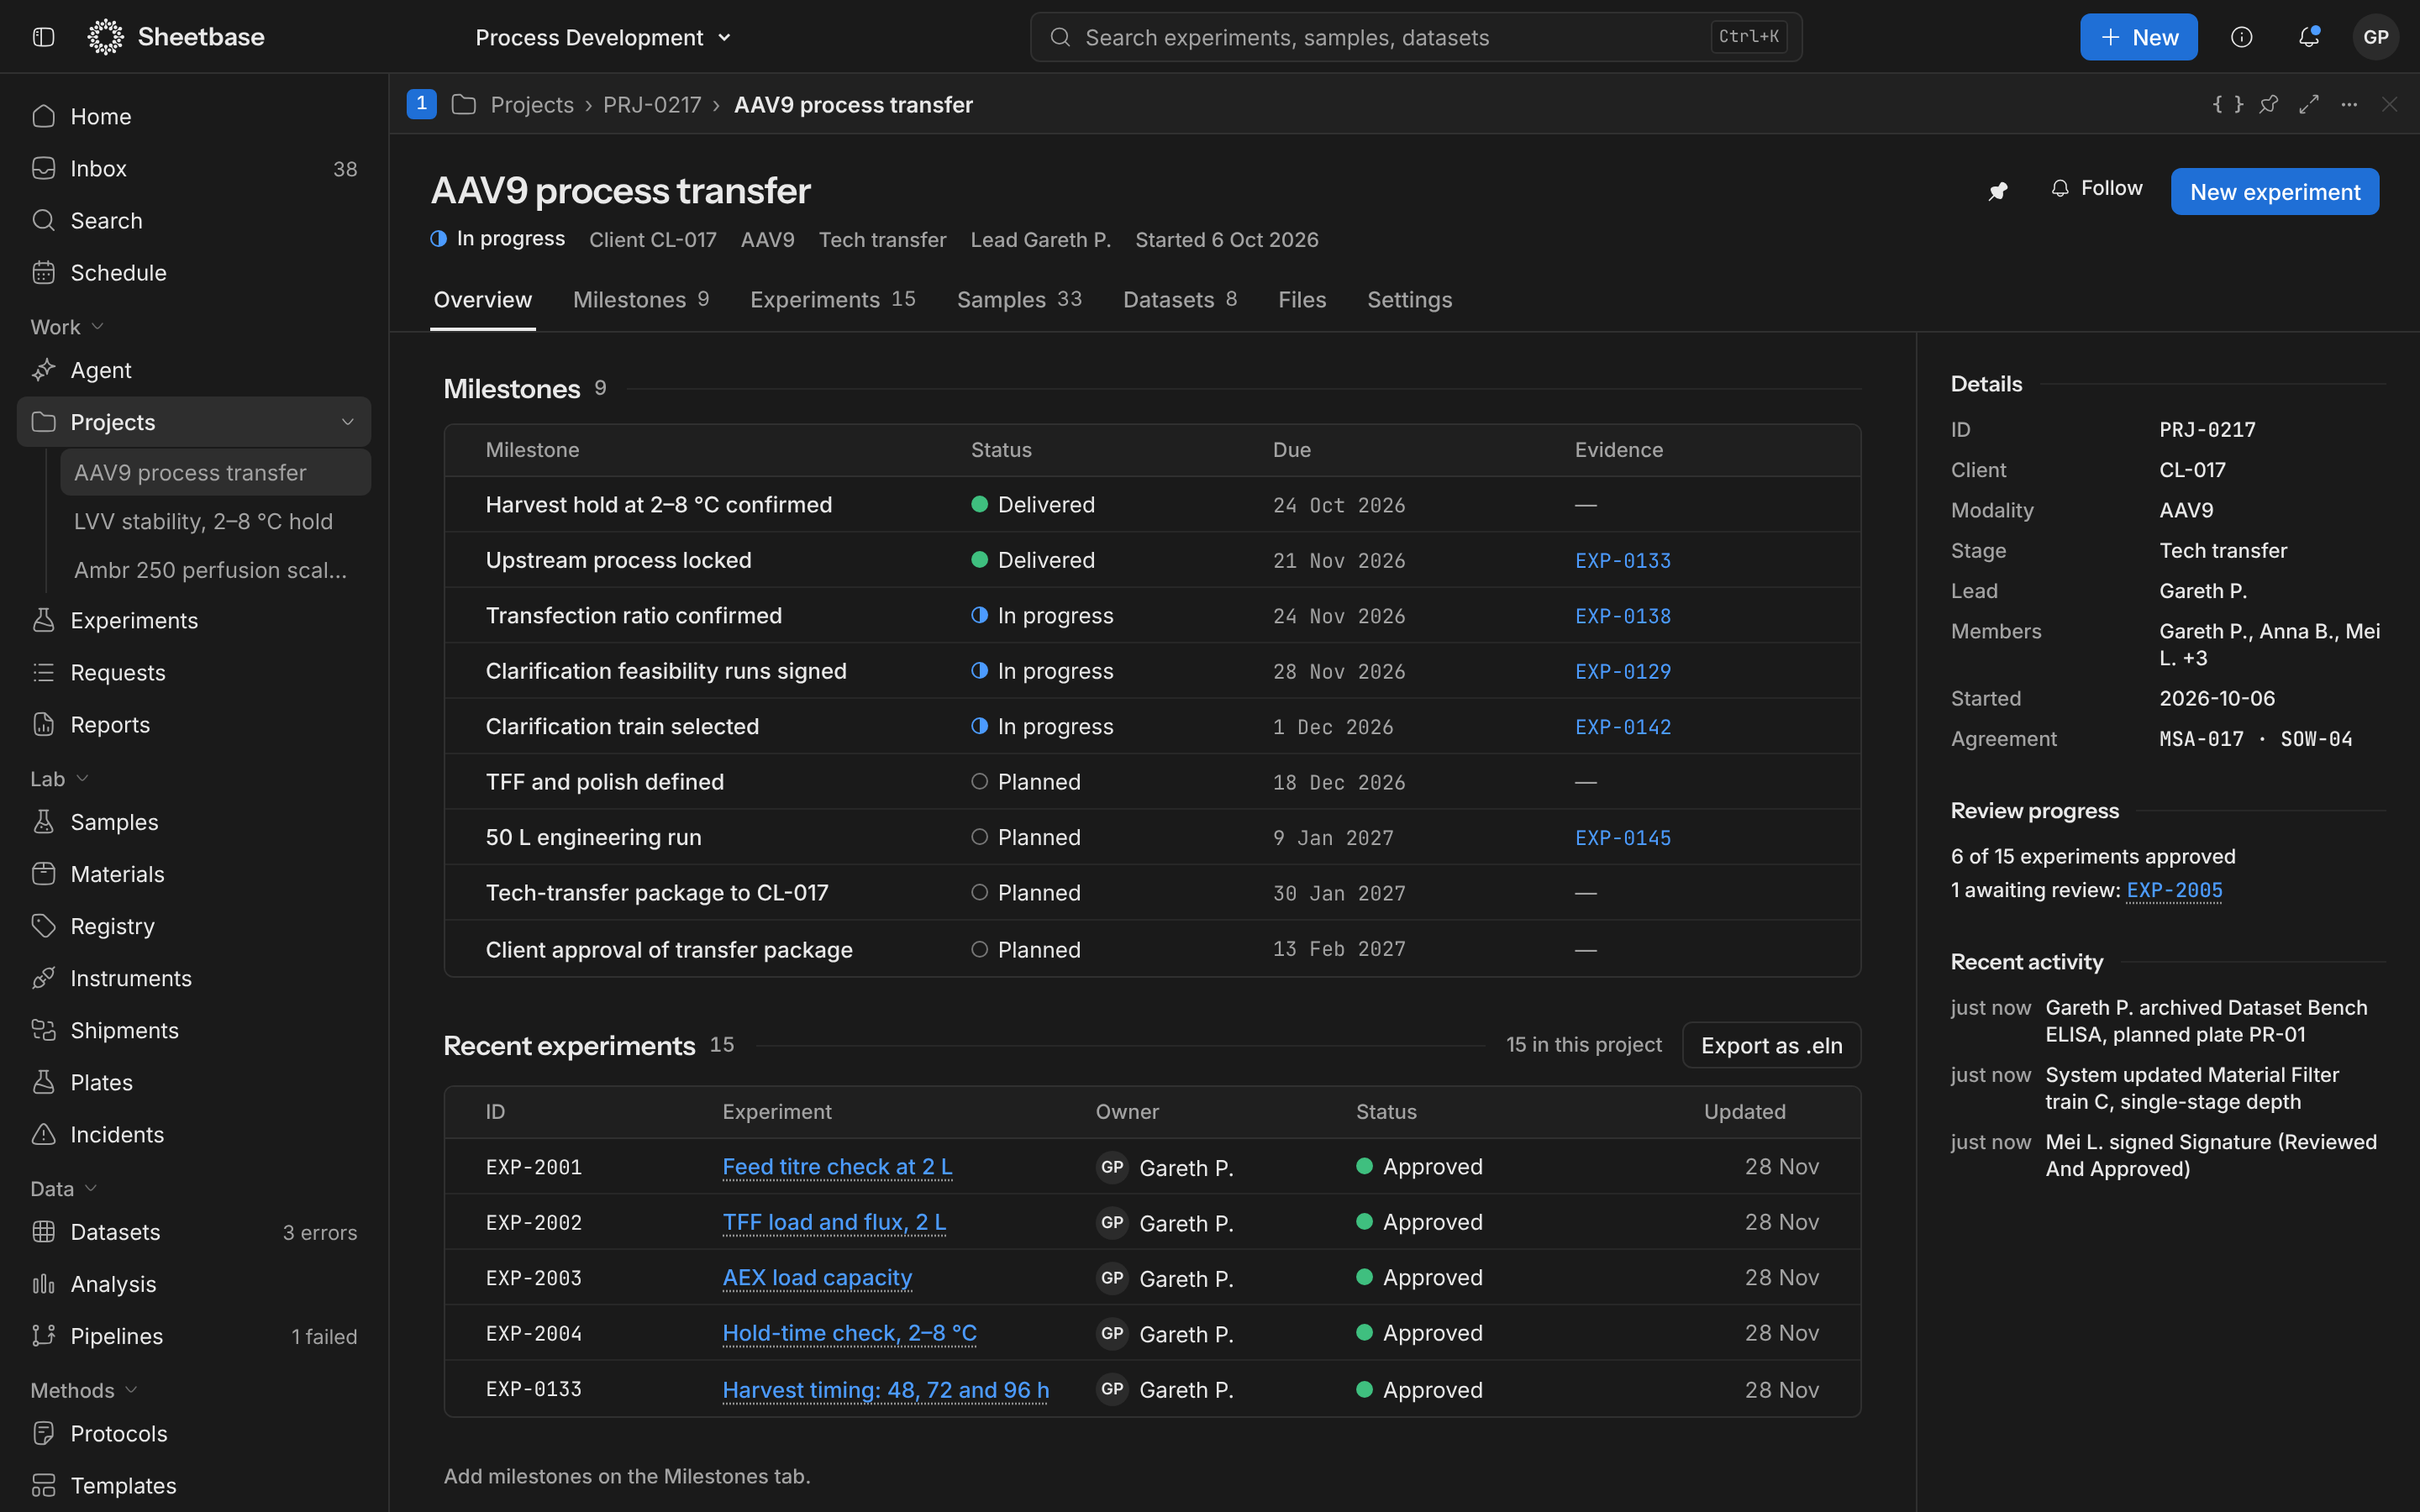 Sheetbase
Process Development
Search experiments, samples, datasets
Ctrl+K
+ New
GP
Home
Inbox 38
Search
Schedule
Work
Agent
Projects
AAV9 process transfer
LVV stability, 2–8 °C hold
Ambr 250 perfusion scal...
Experiments
Requests
Reports
Lab
Samples
Materials
Registry
Instruments
Shipments
Plates
Incidents
Data
Datasets 3 errors
Analysis
Pipelines 1 failed
Methods
Protocols
Templates
1 Projects › PRJ-0217 › AAV9 process transfer
{ }
AAV9 process transfer
Follow
New experiment
In progress Client CL-017 AAV9 Tech transfer Lead Gareth P. Started 6 Oct 2026
Overview Milestones 9 Experiments 15 Samples 33 Datasets 8 Files Settings
Milestones 9
Milestone Status Due Evidence
Harvest hold at 2–8 °C confirmed Delivered 24 Oct 2026 —
Upstream process locked Delivered 21 Nov 2026 EXP-0133
Transfection ratio confirmed In progress 24 Nov 2026 EXP-0138
Clarification feasibility runs signed In progress 28 Nov 2026 EXP-0129
Clarification train selected In progress 1 Dec 2026 EXP-0142
TFF and polish defined Planned 18 Dec 2026 —
50 L engineering run Planned 9 Jan 2027 EXP-0145
Tech-transfer package to CL-017 Planned 30 Jan 2027 —
Client approval of transfer package Planned 13 Feb 2027 —
Recent experiments 15 15 in this project Export as .eln
ID Experiment Owner Status Updated
EXP-2001 Feed titre check at 2 L GP Gareth P. Approved 28 Nov
EXP-2002 TFF load and flux, 2 L GP Gareth P. Approved 28 Nov
EXP-2003 AEX load capacity GP Gareth P. Approved 28 Nov
EXP-2004 Hold-time check, 2–8 °C GP Gareth P. Approved 28 Nov
EXP-0133 Harvest timing: 48, 72 and 96 h GP Gareth P. Approved 28 Nov
Add milestones on the Milestones tab.
Details
ID PRJ-0217
Client CL-017
Modality AAV9
Stage Tech transfer
Lead Gareth P.
Members Gareth P., Anna B., Mei
L. +3
Started 2026-10-06
Agreement MSA-017 · SOW-04
Review progress
6 of 15 experiments approved
1 awaiting review: EXP-2005
Recent activity
just now Gareth P. archived Dataset Bench
ELISA, planned plate PR-01
just now System updated Material Filter
train C, single-stage depth
just now Mei L. signed Signature (Reviewed
And Approved)